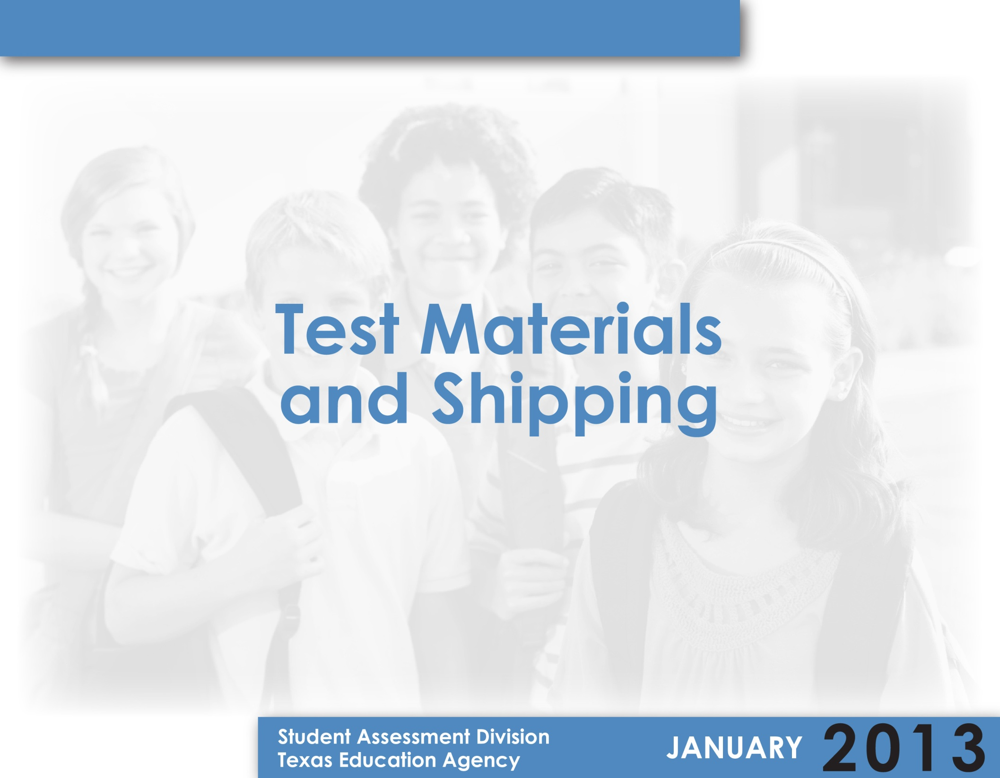 Test Materials
and Shipping
Student Assessment Division
Texas Education Agency
JANUARY 2013